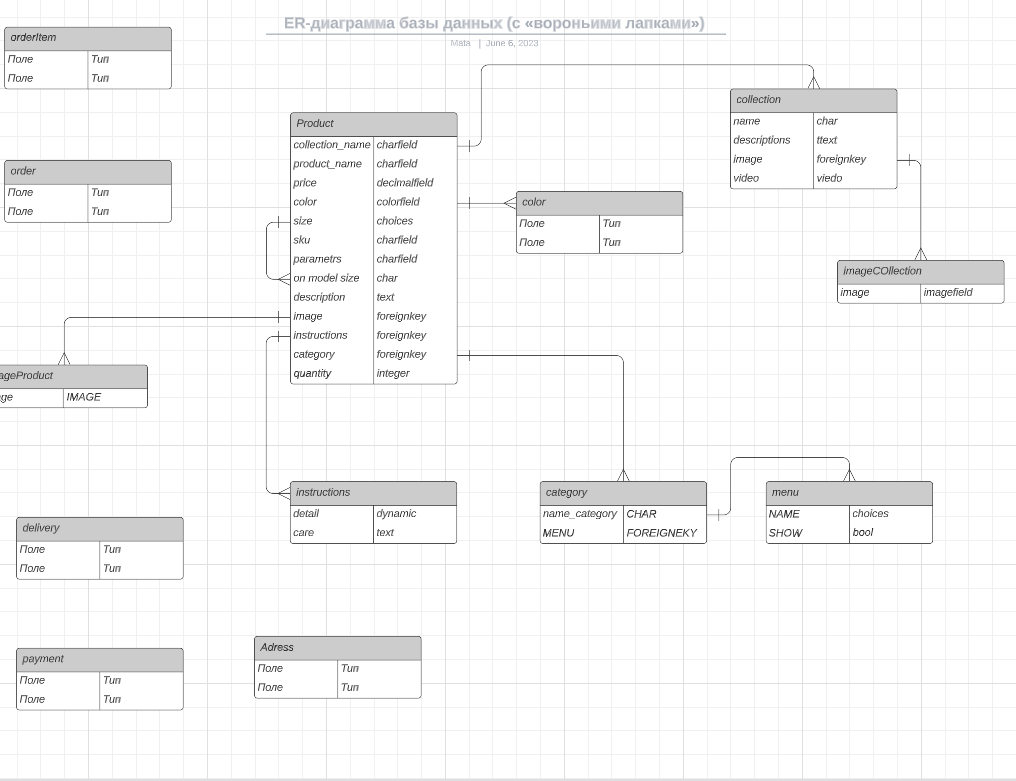 ER-диаграмма базы данных (с «вороньими лапками»)
Mata | June 6, 2023
orderItem
Поле Тип
Поле Тип
order
Поле Тип
Поле Тип
Product
collection_name charfield
product_name charfield
price decimalfield
color colorfield
size choices
sku charfield
parametrs charfield
on model size char
description text
image foreignkey
instructions foreignkey
category foreignkey
quantity integer
collection
name char
descriptions ttext
image foreignkey
video viedo
color
Поле Тип
Поле Тип
imageCOllection
image imagefield
ageProduct
ge IMAGE
instructions
detail dynamic
care text
category
name_category CHAR
MENU FOREIGNEKY
menu
NAME choices
SHOW bool
delivery
Поле Тип
Поле Тип
payment
Поле Тип
Поле Тип
Adress
Поле Тип
Поле Тип